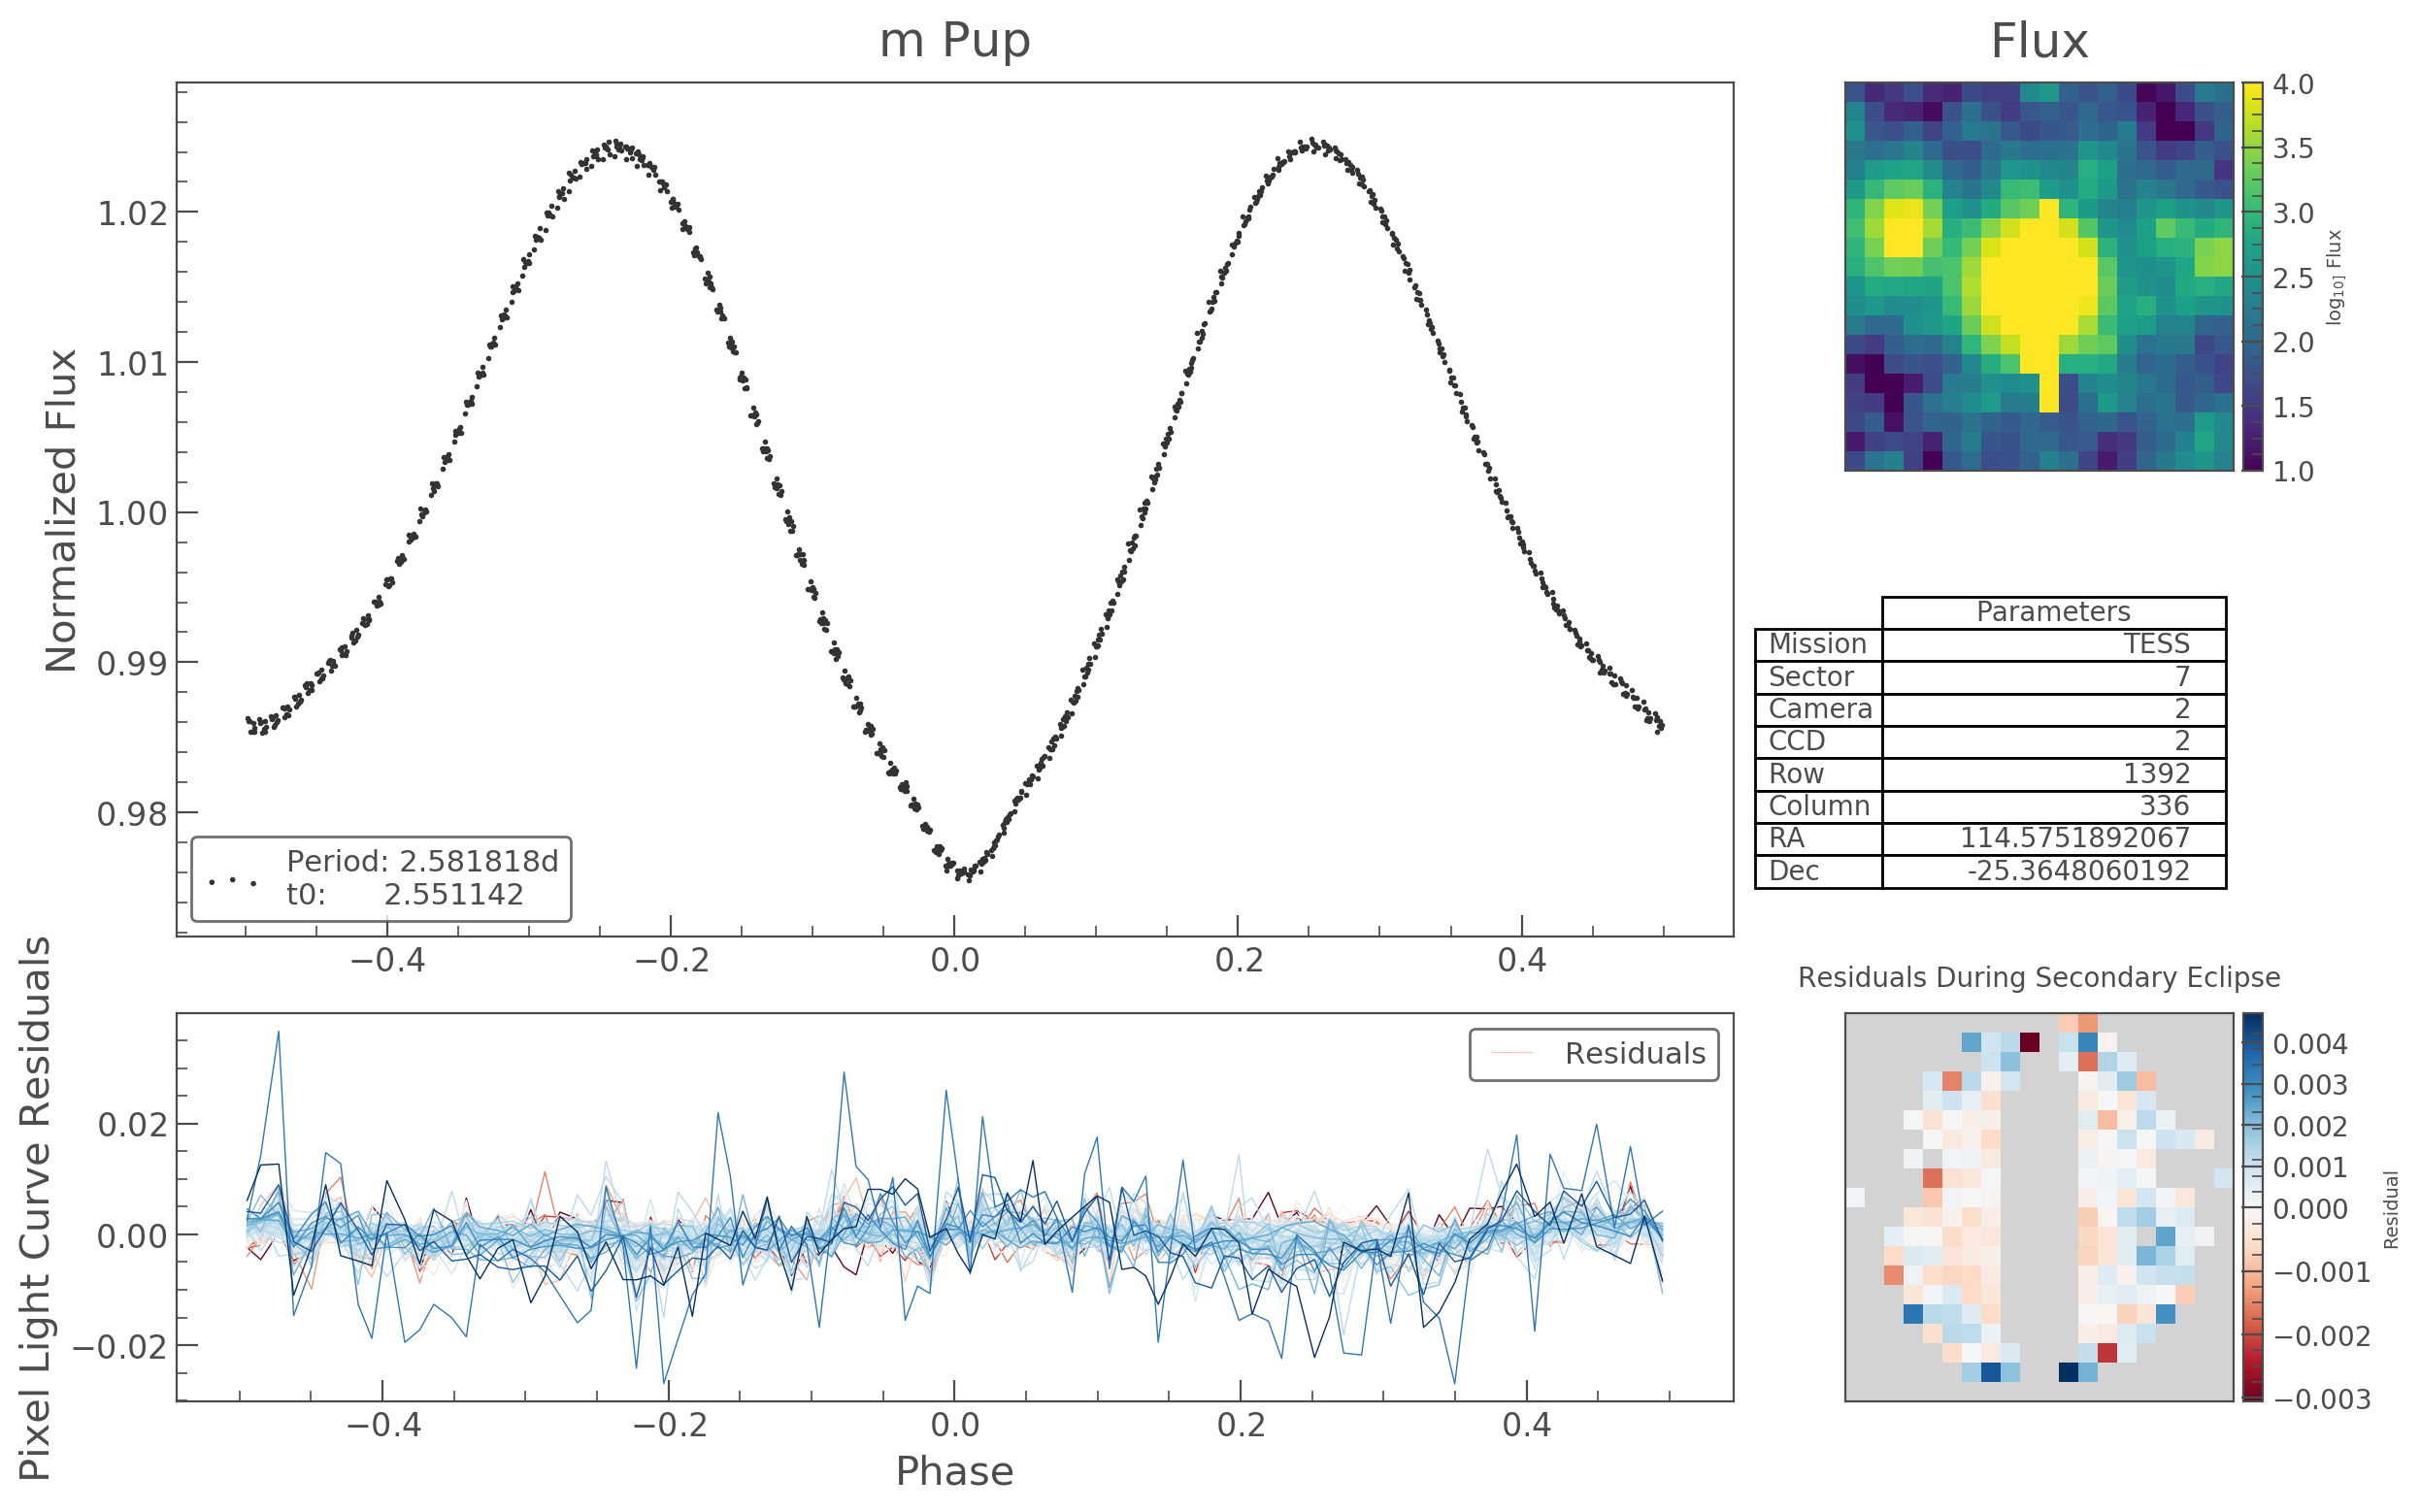 m Pup
Normalized Flux
1.02
1.01
1.00
0.99
0.98
Period: 2.581818d
t0: 2.551142
−0.4 −0.2 0.0 0.2 0.4
Flux
4.0
3.5
3.0
2.5
2.0
1.5
1.0
log10] Flux
Parameters
Mission TESS
Sector 7
Camera 2
CCD 2
Row 1392
Column 336
RA 114.5751892067
Dec -25.3648060192
Pixel Light Curve Residuals
0.02
0.00
−0.02
Residuals
−0.4 −0.2 0.0 0.2 0.4
Phase
Residuals During Secondary Eclipse
0.004
0.003
0.002
0.001
0.000
−0.001
−0.002
−0.003
Residual